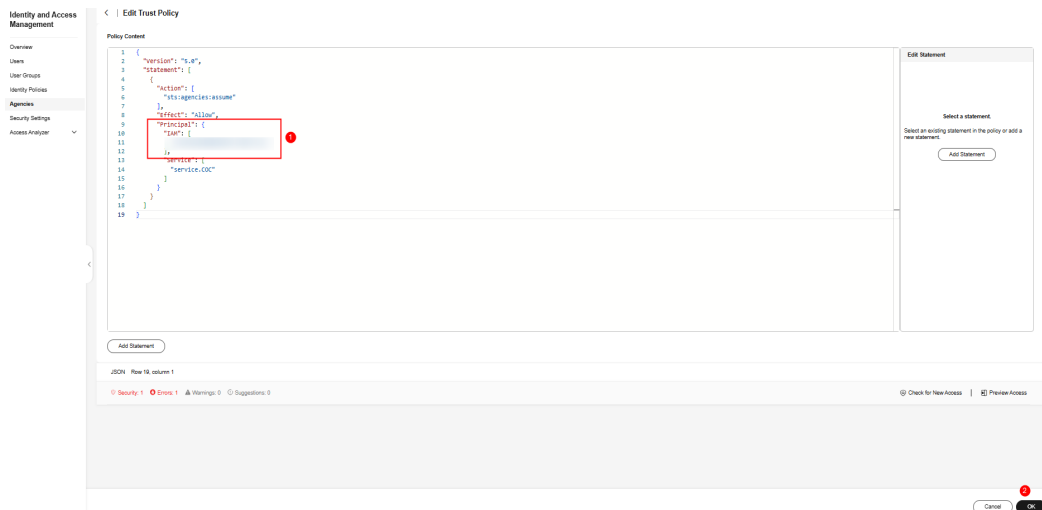 Identity and Access
Management
Overview
Users
User Groups
Identity Policies
Agencies
Security Settings
Access Analyzer
Edit Trust Policy
Policy Content
1 {
2 "Version": "5.0",
3 "Statement": [
4 {
5 "Action": [
6 "sts:agencies:assume"
7 ],
8 "Effect": "Allow",
9 "Principal": {
10 "IAM": [
11
12 ],
13 "Service": [
14 "service.COC"
15 ]
16 }
17 }
18 ]
19 }
1
Edit Statement
Select a statement.
Select an existing statement in the policy or add a
new statement.
Add Statement
Add Statement
JSON Row 19, column 1
Security: 1 Errors: 1 Warnings: 0 Suggestions: 0
Check for New Access | Preview Access
2
Cancel OK